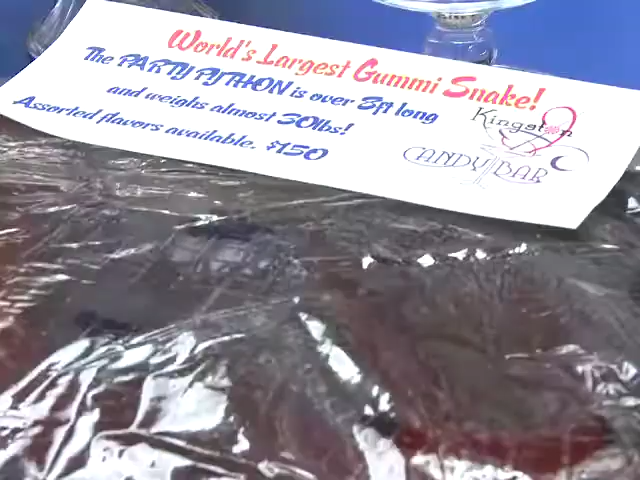 World's Largest Gummi Snake!
The PARTY PYTHON is over 8ft long
and weighs almost 30lbs!
Assorted flavors available. $150
Kingston
CANDY BAR